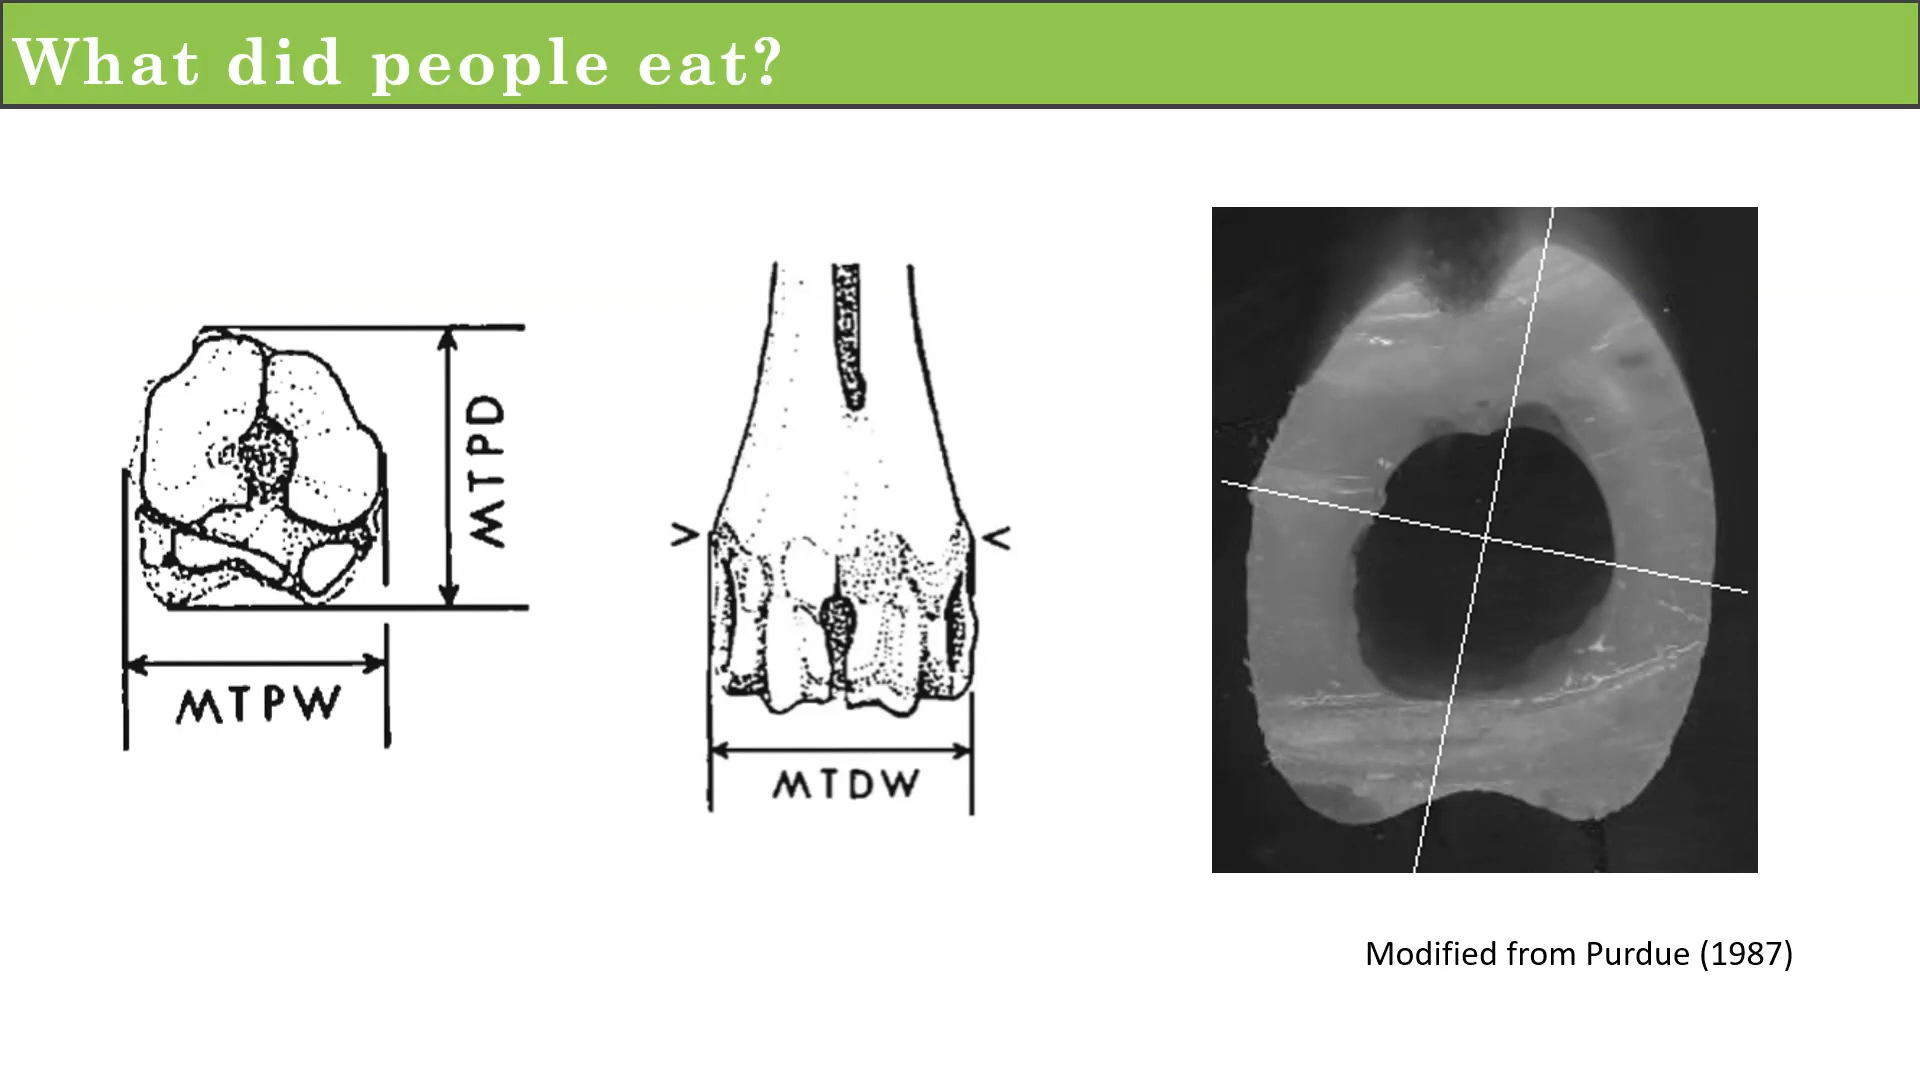 What did people eat?
MTPD
MTPW
> <
MTDW
Modified from Purdue (1987)